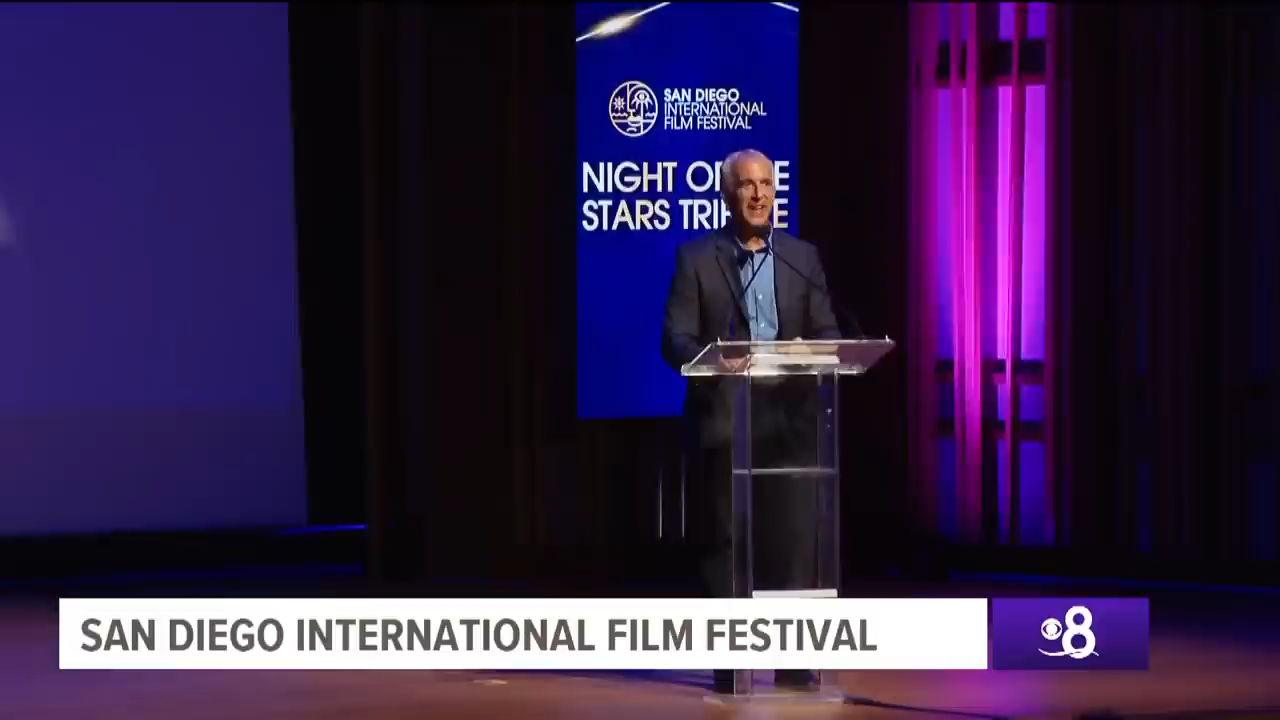 SAN DIEGO
INTERNATIONAL
FILM FESTIVAL
NIGHT OF E
STARS TRI E
SAN DIEGO INTERNATIONAL FILM FESTIVAL
8